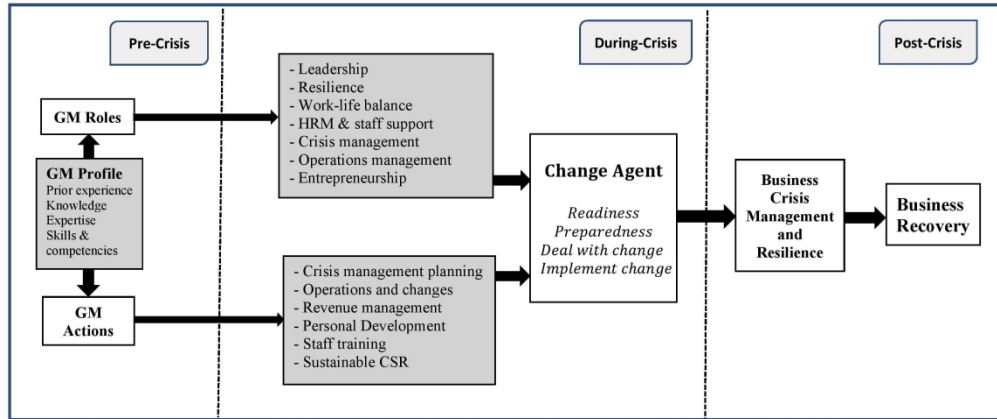 Pre-Crisis
During-Crisis
Post-Crisis
GM Roles
GM Profile
Prior experience
Knowledge
Expertise
Skills &
competencies
GM
Actions
- Leadership
- Resilience
- Work-life balance
- HRM & staff support
- Crisis management
- Operations management
- Entrepreneurship
- Crisis management planning
- Operations and changes
- Revenue management
- Personal Development
- Staff training
- Sustainable CSR
Change Agent
Readiness
Preparedness
Deal with change
Implement change
Business
Crisis
Management
and
Resilience
Business
Recovery